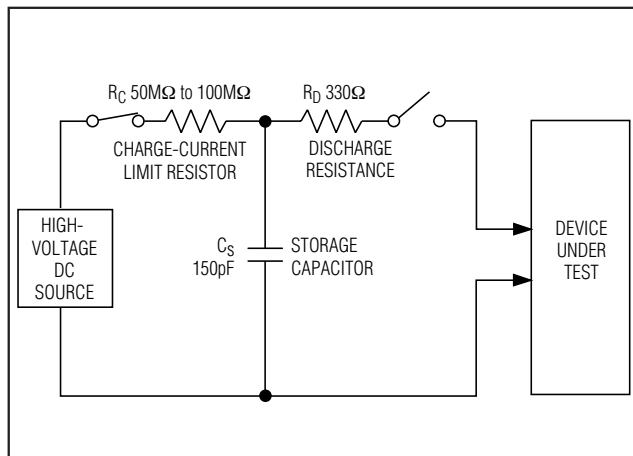 R_C 50MΩ to 100MΩ
CHARGE-CURRENT
LIMIT RESISTOR
R_D 330Ω
DISCHARGE
RESISTANCE
HIGH-
VOLTAGE
DC
SOURCE
C_S
150pF
STORAGE
CAPACITOR
DEVICE
UNDER
TEST